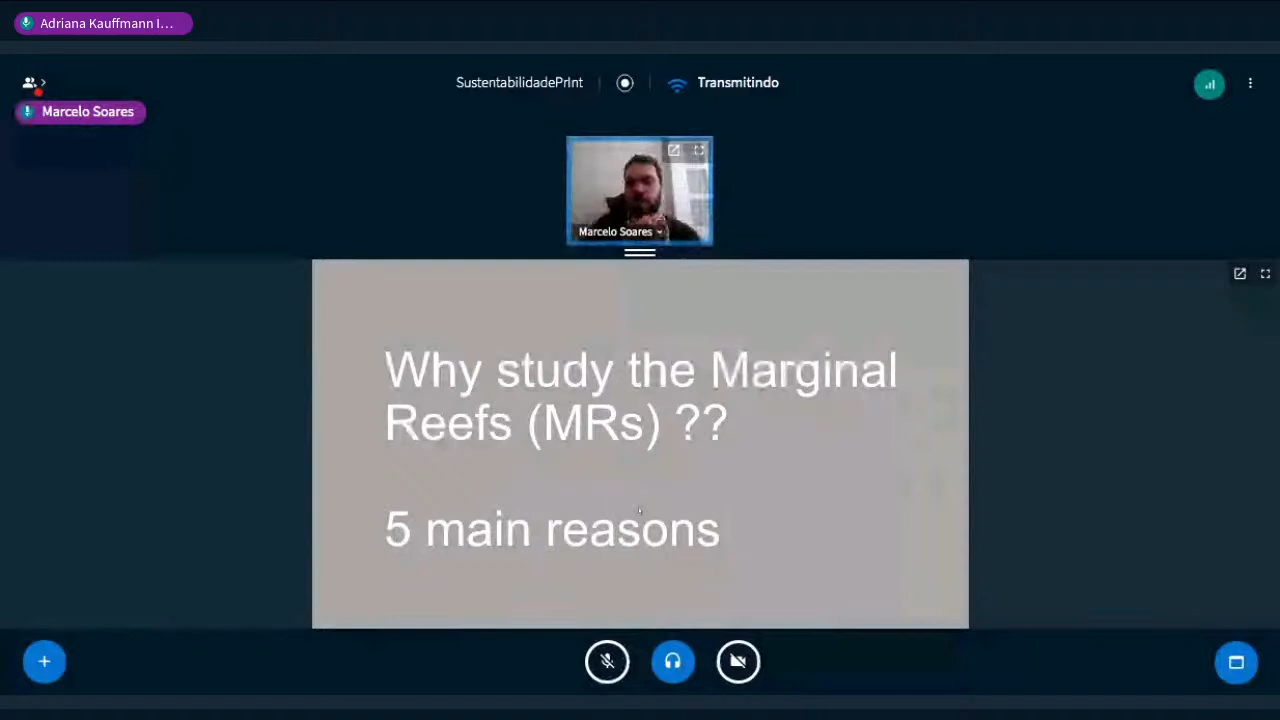 Adriana Kauffmann I...
SustentabilidadePrInt
Transmitindo
Marcelo Soares
Marcelo Soares
Why study the Marginal
Reefs (MRs) ??
5 main reasons